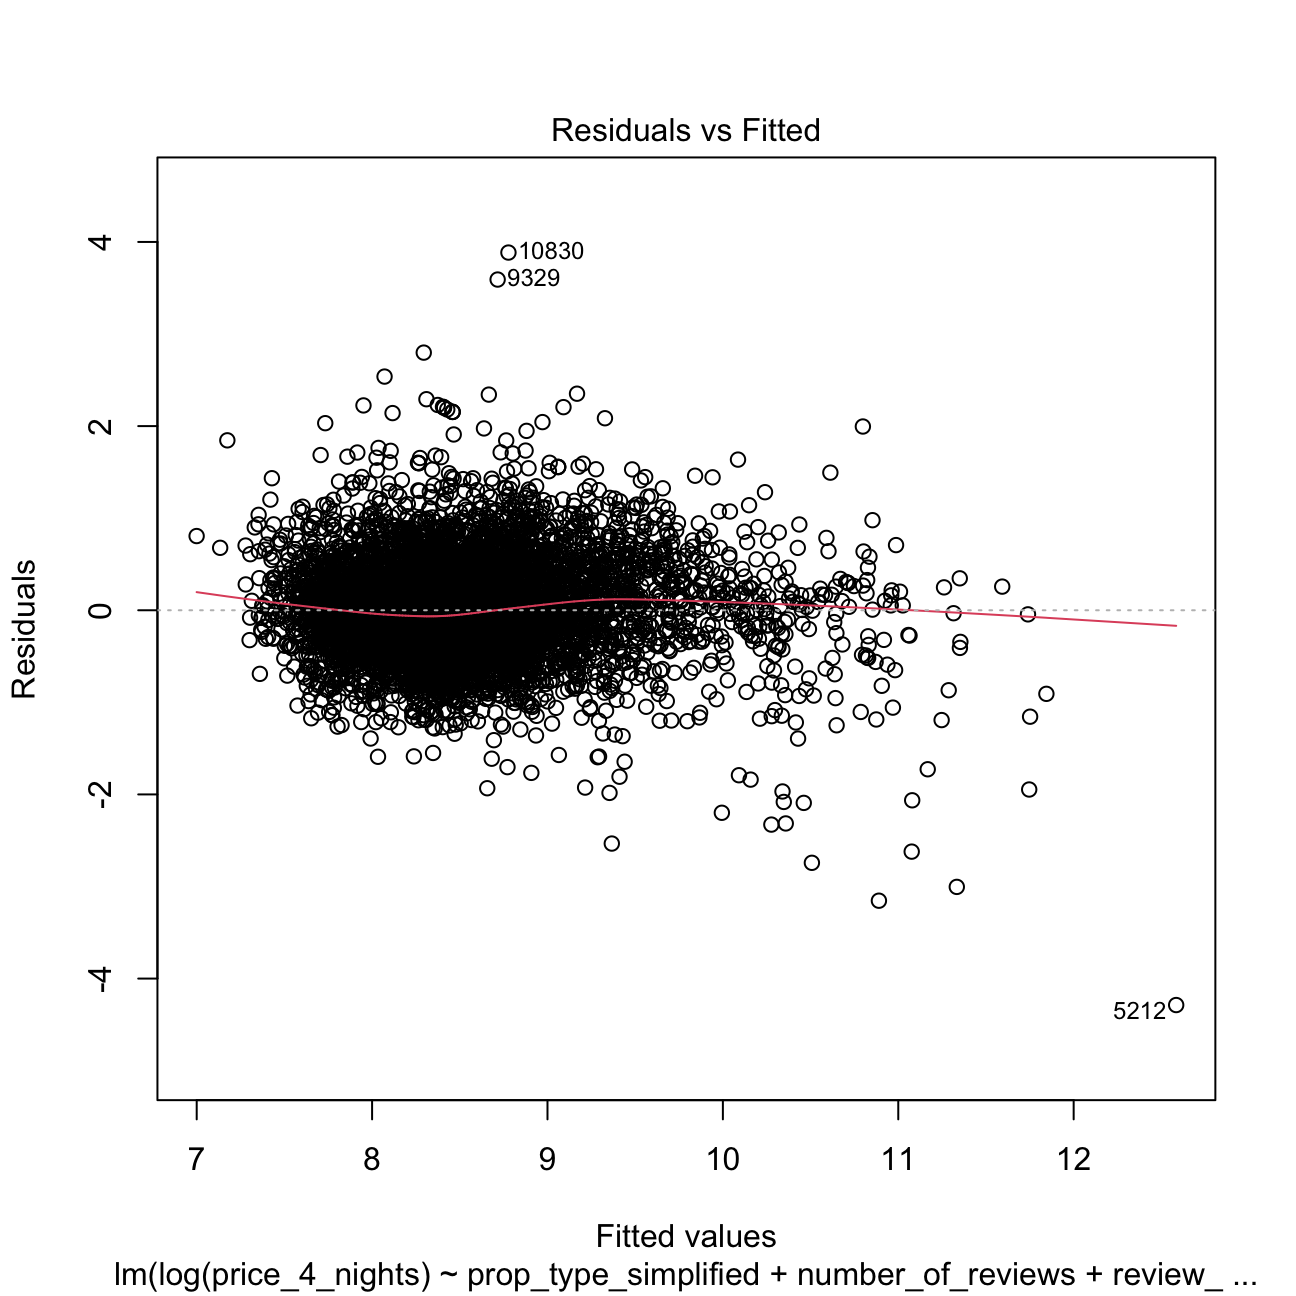 Residuals vs Fitted
Residuals
4
2
0
-2
-4
10830
9329
5212
7 8 9 10 11 12
Fitted values
lm(log(price_4_nights) ~ prop_type_simplified + number_of_reviews + review_ ...